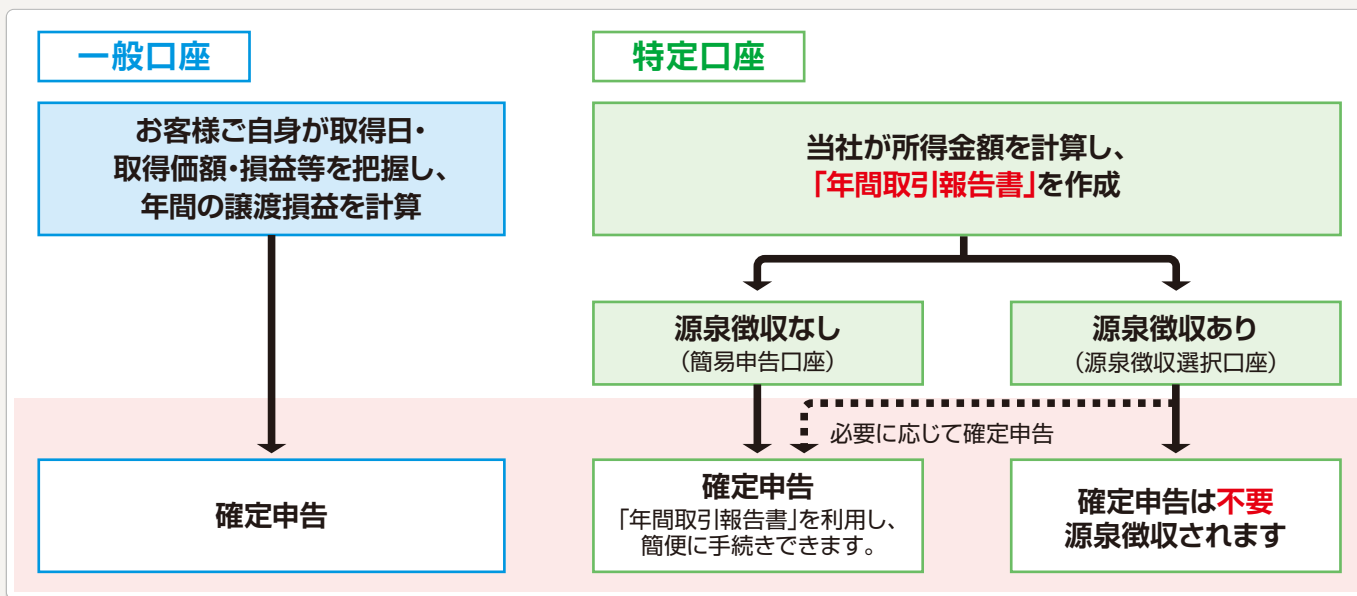 一般口座
お客様ご自身が取得日・
取得価額・損益等を把握し、
年間の譲渡損益を計算
確定申告
特定口座
当社が所得金額を計算し、
「年間取引報告書」を作成
源泉徴収なし
（簡易申告口座）
源泉徴収あり
（源泉徴収選択口座）
必要に応じて確定申告
確定申告
「年間取引報告書」を利用し、
簡便に手続きできます。
確定申告は不要
源泉徴収されます